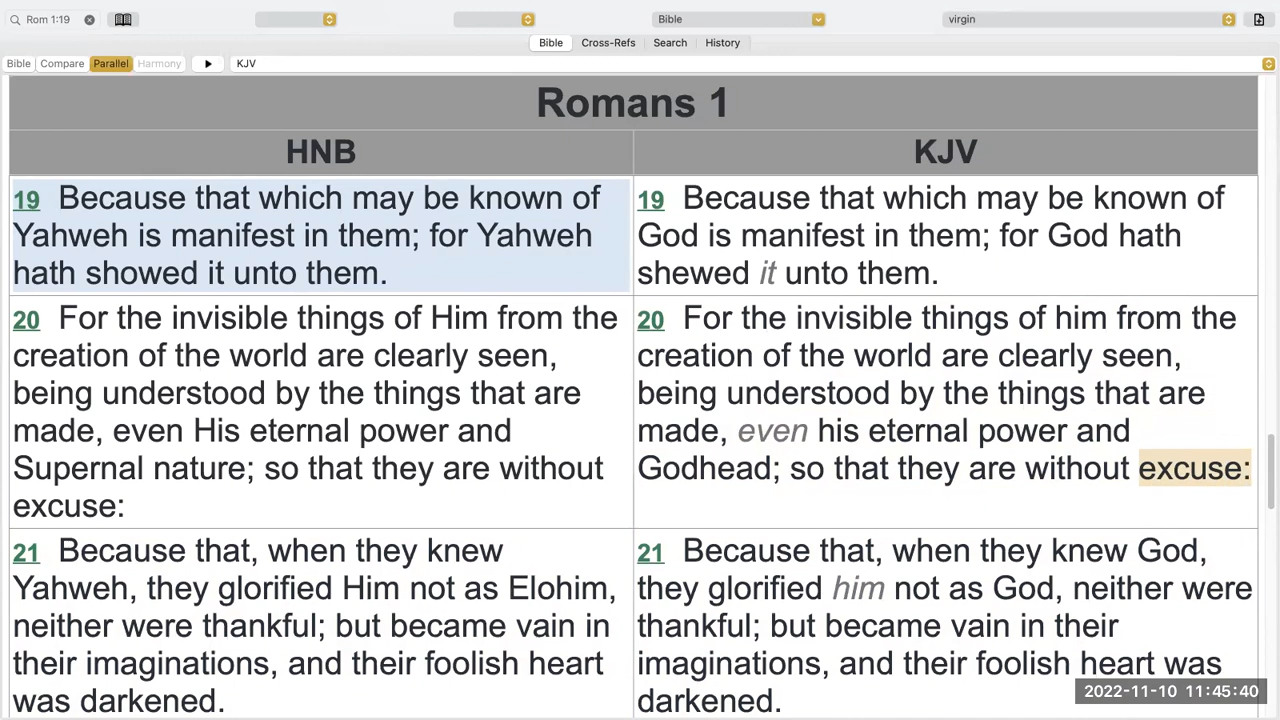 Rom 1:19
Bible
virgin
Bible Cross-Refs Search History
Bible Compare Parallel Harmony KJV
Romans 1
HNB
KJV
19 Because that which may be known of
Yahweh is manifest in them; for Yahweh
hath showed it unto them.
19 Because that which may be known of
God is manifest in them; for God hath
shewed it unto them.
20 For the invisible things of Him from the
creation of the world are clearly seen,
being understood by the things that are
made, even His eternal power and
Supernal nature; so that they are without
excuse:
20 For the invisible things of him from the
creation of the world are clearly seen,
being understood by the things that are
made, even his eternal power and
Godhead; so that they are without excuse:
21 Because that, when they knew
Yahweh, they glorified Him not as Elohim,
neither were thankful; but became vain in
their imaginations, and their foolish heart
was darkened.
21 Because that, when they knew God,
they glorified him not as God, neither were
thankful; but became vain in their
imaginations, and their foolish heart was
darkened.
2022-11-10 11:45:40